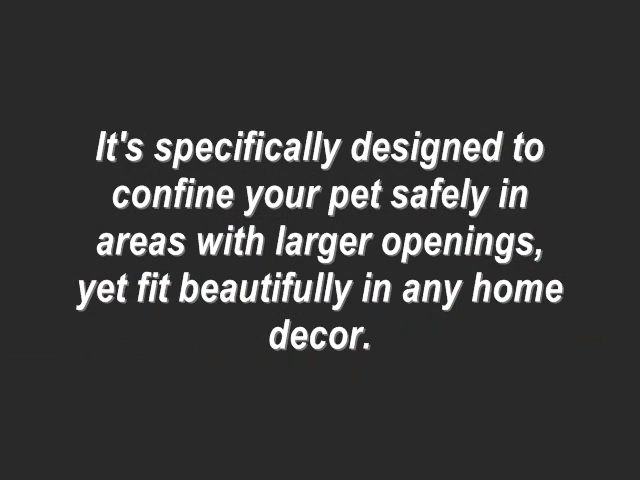 It's specifically designed to
confine your pet safely in
areas with larger openings,
yet fit beautifully in any home
decor.